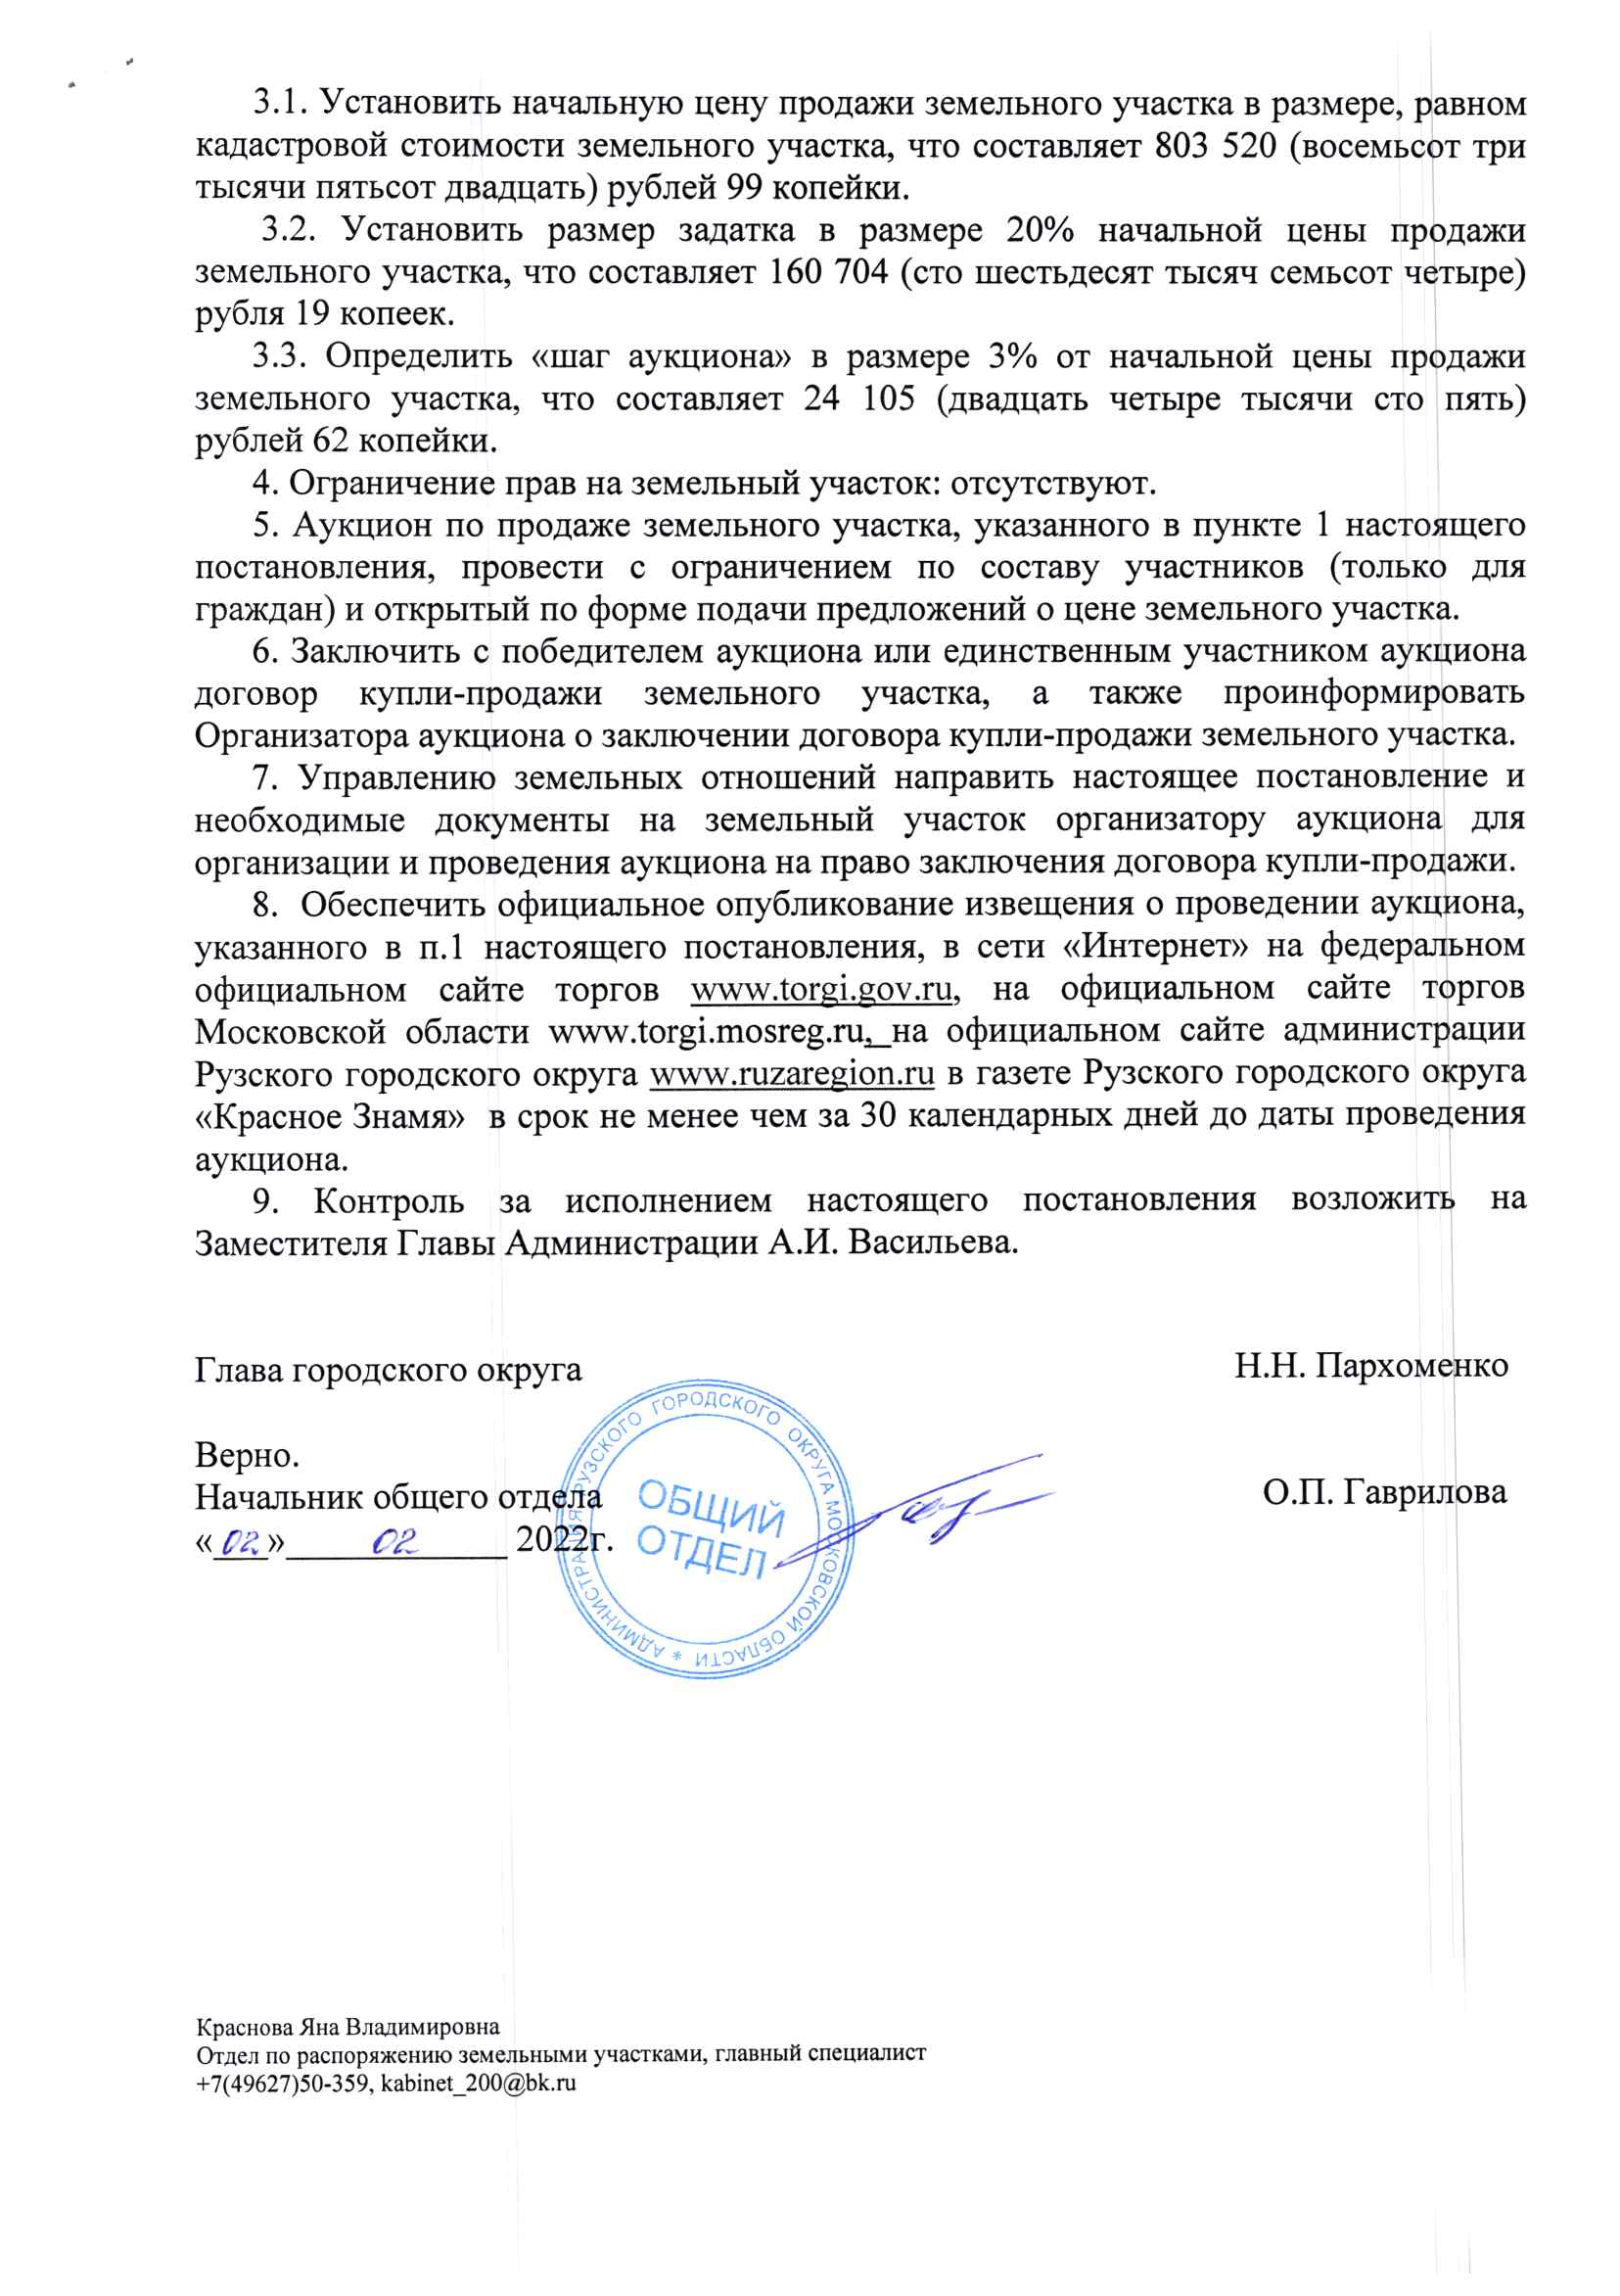 3.1. Установить начальную цену продажи земельного участка в размере, равном
кадастровой стоимости земельного участка, что составляет 803 520 (восемьсот три
тысячи пятьсот двадцать) рублей 99 копейки.
3.2. Установить размер задатка в размере 20% начальной цены продажи
земельного участка, что составляет 160 704 (сто шестьдесят тысяч семьсот четыре)
рубля 19 копеек.
3.3. Определить «шаг аукциона» в размере 3% от начальной цены продажи
земельного участка, что составляет 24 105 (двадцать четыре тысячи сто пять)
рублей 62 копейки.
4. Ограничение прав на земельный участок: отсутствуют.
5. Аукцион по продаже земельного участка, указанного в пункте 1 настоящего
постановления, провести с ограничением по составу участников (только для
граждан) и открытый по форме подачи предложений о цене земельного участка.
6. Заключить с победителем аукциона или единственным участником аукциона
договор купли-продажи земельного участка, а также проинформировать
Организатора аукциона о заключении договора купли-продажи земельного участка.
7. Управлению земельных отношений направить настоящее постановление и
необходимые документы на земельный участок организатору аукциона для
организации и проведения аукциона на право заключения договора купли-продажи.
8. Обеспечить официальное опубликование извещения о проведении аукциона,
указанного в п.1 настоящего постановления, в сети «Интернет» на федеральном
официальном сайте торгов www.torgi.gov.ru, на официальном сайте торгов
Московской области www.torgi.mosreg.ru, на официальном сайте администрации
Рузского городского округа www.ruzaregion.ru в газете Рузского городского округа
«Красное Знамя» в срок не менее чем за 30 календарных дней до даты проведения
аукциона.
9. Контроль за исполнением настоящего постановления возложить на
Заместителя Главы Администрации А.И. Васильева.
Глава городского округа Н.Н. Пархоменко
Верно.
Начальник общего отдела О.П. Гаврилова
«02» 02 2022г.
АДМИНИСТРАЦИЯ РУЗСКОГО ГОРОДСКОГО ОКРУГА МОСКОВСКОЙ ОБЛАСТИ *
ОБЩИЙ
ОТДЕЛ
Краснова Яна Владимировна
Отдел по распоряжению земельными участками, главный специалист
+7(49627)50-359, kabinet_200@bk.ru